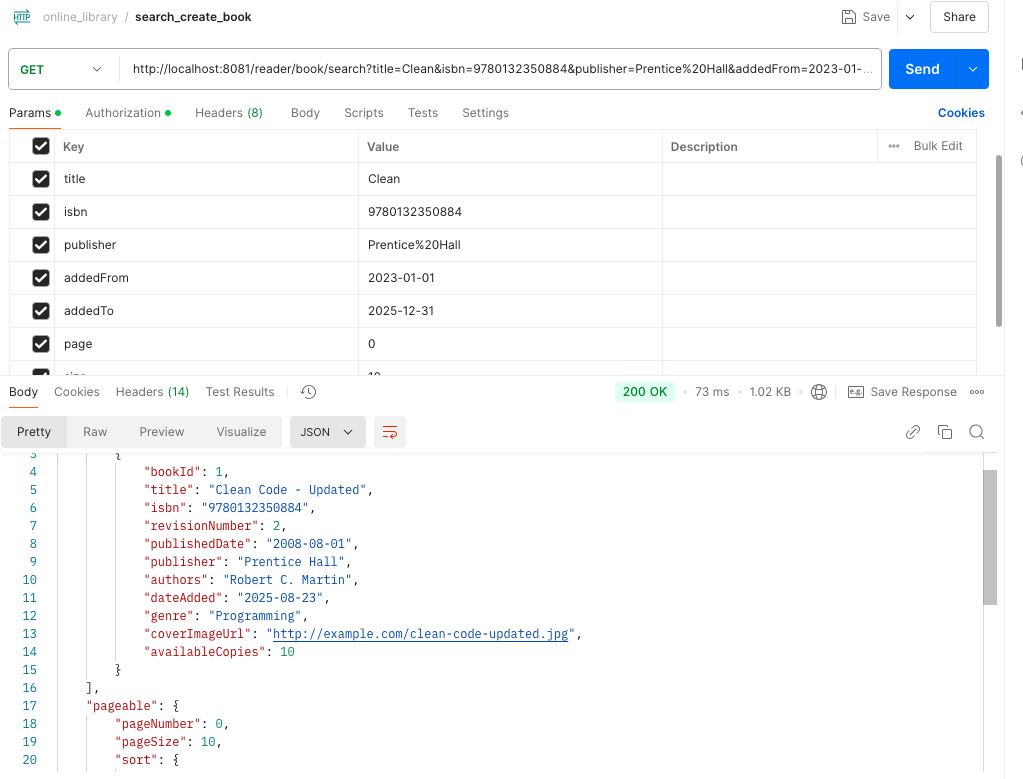 HTTP online_library / search_create_book Save Share
GET http://localhost:8081/reader/book/search?title=Clean&isbn=9780132350884&publisher=Prentice%20Hall&addedFrom=2023-01-... Send
Params Authorization Headers (8) Body Scripts Tests Settings Cookies
Key Value Description Bulk Edit
title Clean
isbn 9780132350884
publisher Prentice%20Hall
addedFrom 2023-01-01
addedTo 2025-12-31
page 0
Body Cookies Headers (14) Test Results 200 OK 73 ms 1.02 KB e.g. Save Response
Pretty Raw Preview Visualize JSON
3 {
4 "bookId": 1,
5 "title": "Clean Code - Updated",
6 "isbn": "9780132350884",
7 "revisionNumber": 2,
8 "publishedDate": "2008-08-01",
9 "publisher": "Prentice Hall",
10 "authors": "Robert C. Martin",
11 "dateAdded": "2025-08-23",
12 "genre": "Programming",
13 "coverImageUrl": "http://example.com/clean-code-updated.jpg",
14 "availableCopies": 10
15 }
16 ],
17 "pageable": {
18 "pageNumber": 0,
19 "pageSize": 10,
20 "sort": {